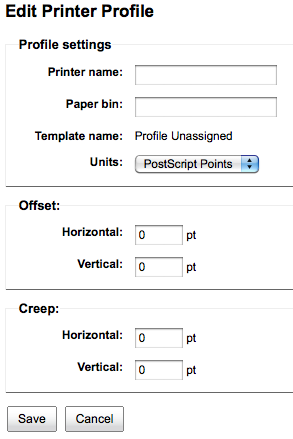 Edit Printer Profile
Profile settings
Printer name:
Paper bin:
Template name: Profile Unassigned
Units: PostScript Points
Offset:
Horizontal: 0 pt
Vertical: 0 pt
Creep:
Horizontal: 0 pt
Vertical: 0 pt
Save Cancel